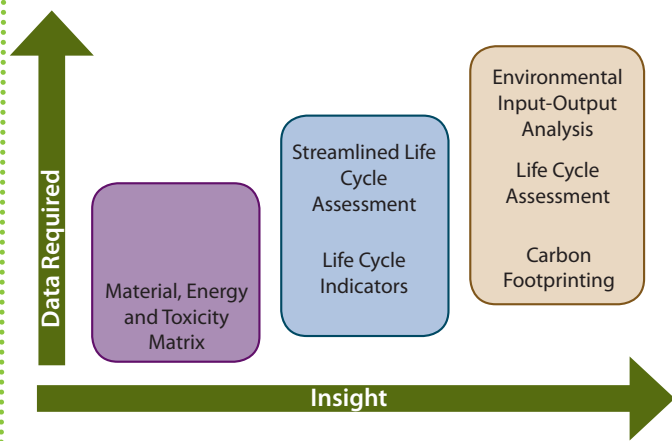 Data Required
Material, Energy
and Toxicity
Matrix
Streamlined Life
Cycle
Assessment
Life Cycle
Indicators
Environmental
Input-Output
Analysis
Life Cycle
Assessment
Carbon
Footprinting
Insight